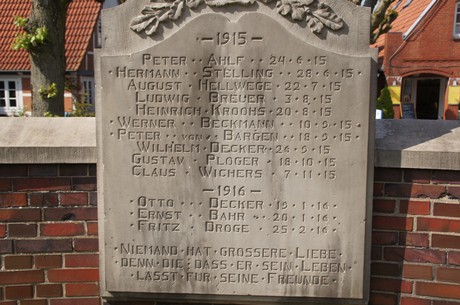 -1915-
PETER ·· AHLF ·· 24·6·15·
HERMANN ·· STELLING ·· 28·6·15·
AUGUST ·· HELLWEGE ·· 22·7·15
LUDWIG ·· BREUER ·· 3·8·15
HEINRICH ·· KROOHS ·· 20·8·15
WERNER ·· BECKMANN ·· 10·9·15·
PETER ·· VON ·· BARGEN ·· 18·9·15
WILHELM ·· DECKER ·· 26·9·15
GUSTAV ·· PLÖGER ·· 18·10·15
CLAUS ·· WICHERS ·· 7·11·15
-1916-
OTTO ·· DECKER ·· 19·1·16
ERNST ·· BAHR ·· 20·1·16
FRITZ ·· DROGE ·· 25·2·16
NIEMAND HAT GROSSERE LIEBE
DENN DIE DASS ER SEIN LEBEN
LÄSST FÜR SEINE FREUNDE